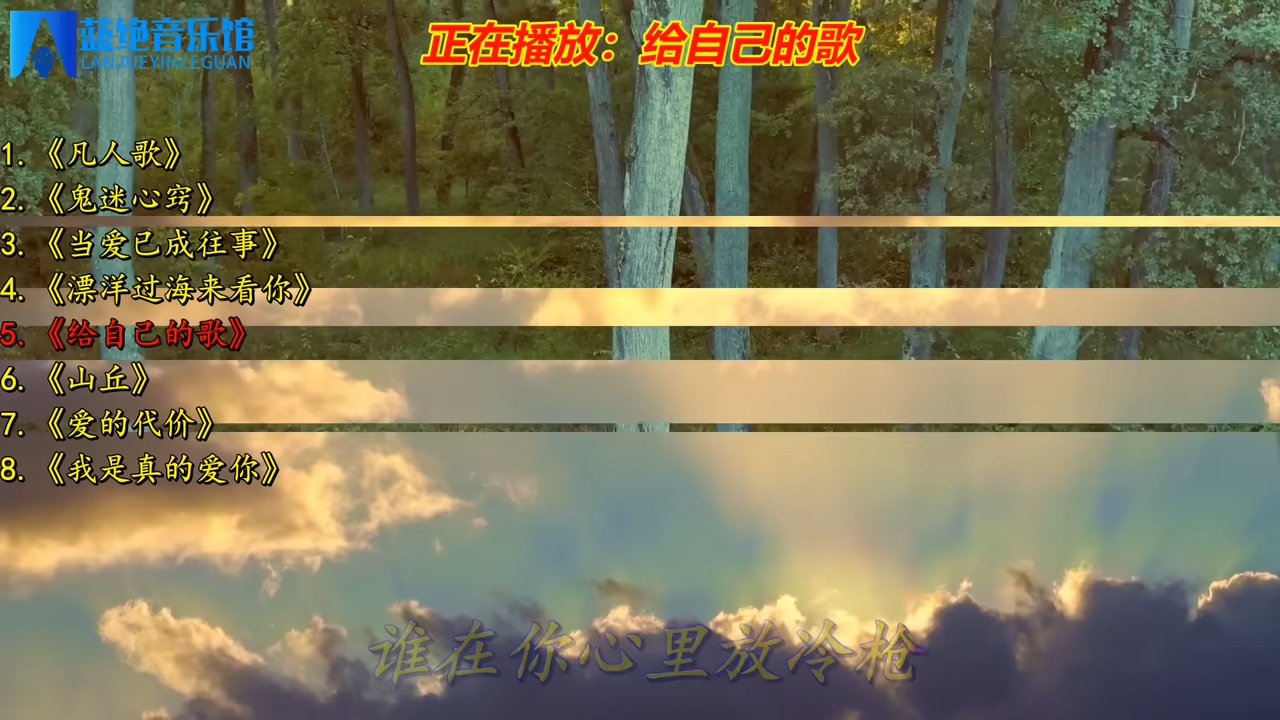 蓝绝音乐馆
LANJUEYINLEGUAN
正在播放：给自己的歌
1.《凡人歌》
2.《鬼迷心窍》
3.《当爱已成往事》
4.《漂洋过海来看你》
5.《给自己的歌》
6.《山丘》
7.《爱的代价》
8.《我是真的爱你》
谁在你心里放冷枪